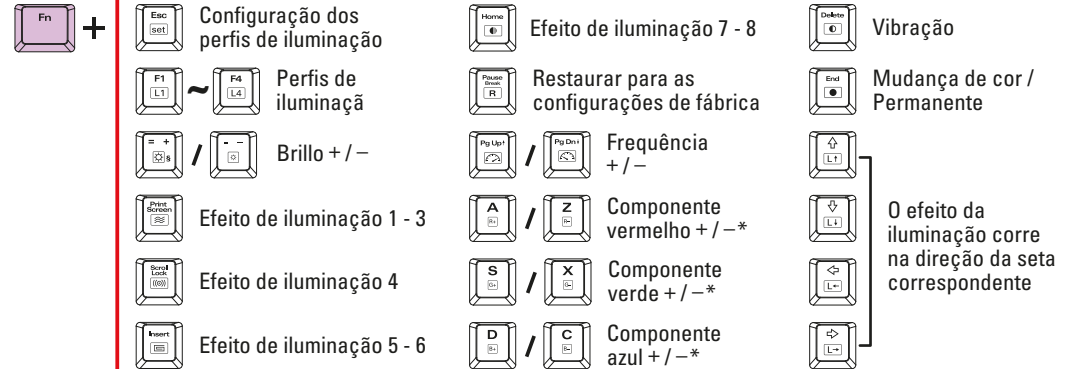 Fn
+
Esc
set
Configuração dos
perfis de iluminação
F1
L1
~
F4
L4
Perfis de
iluminaçã
= +
s
/
- –
Brillo + / –
Print
Screen
Efeito de iluminação 1 - 3
Scroll
Lock
Efeito de iluminação 4
Insert
Efeito de iluminação 5 - 6
Home
Efeito de iluminação 7 - 8
Pause
Break
R
Restaurar para as
configurações de fábrica
Pg Up↑
/
Pg Dn↓
Frequência
+ / –
A
R+
/
Z
R–
Componente
vermelho + / –*
S
G+
/
X
G–
Componente
verde + / –*
D
B+
/
C
B–
Componente
azul + / –*
Delete
Vibração
End
Mudança de cor /
Permanente
L↑
L↓
L←
L→
O efeito da
iluminação corre
na direção da seta
correspondente